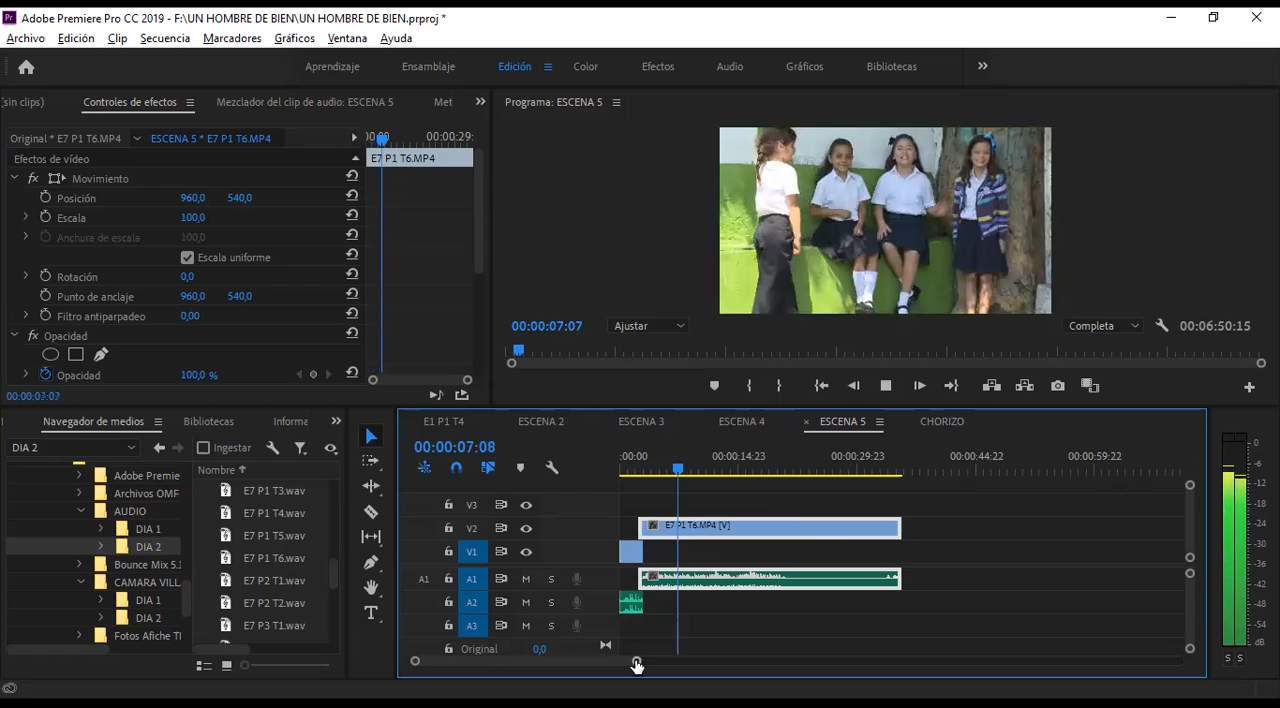 Adobe Premiere Pro CC 2019 - F:\UN HOMBRE DE BIEN\UN HOMBRE DE BIEN.prproj *
Archivo Edición Clip Secuencia Marcadores Gráficos Ventana Ayuda
Aprendizaje Ensamblaje Edición Color Efectos Audio Gráficos Bibliotecas
(sin clips) Controles de efectos Mezclador del clip de audio: ESCENA 5 Met
Programa: ESCENA 5
Original * E7 P1 T6.MP4 ESCENA 5 * E7 P1 T6.MP4 00:00:29:
Efectos de vídeo E7 P1 T6.MP4
fx Movimiento
Posición 960,0 540,0
Escala 100,0
Anchura de escala 100,0
Escala uniforme
Rotación 0,0
Punto de anclaje 960,0 540,0
Filtro antiparpadeo 0,00
fx Opacidad
Opacidad 100,0 %
00:00:03:07
00:00:07:07 Ajustar Completa 00:06:50:15
Navegador de medios Bibliotecas Informa
DIA 2 Ingestar
Nombre
Adobe Premie
Archivos OMF
AUDIO
DIA 1
DIA 2
Bounce Mix 5.1
CAMARA VILL
DIA 1
DIA 2
Fotos Afiche TI
E7 P1 T3.wav
E7 P1 T4.wav
E7 P1 T5.wav
E7 P1 T6.wav
E7 P2 T1.wav
E7 P2 T2.wav
E7 P3 T1.wav
E1 P1 T4 ESCENA 2 ESCENA 3 ESCENA 4 × ESCENA 5 CHORIZO
00:00:07:08
:00:00 00:00:14:23 00:00:29:23 00:00:44:22 00:00:59:22
V3
V2 E7 P1 T6.MP4 [V]
V1
A1 A1 M S
A2 M S
A3 M S
Original 0,0
0
-6
-12
-18
-24
-30
-36
-42
-48
-54
dB
S S